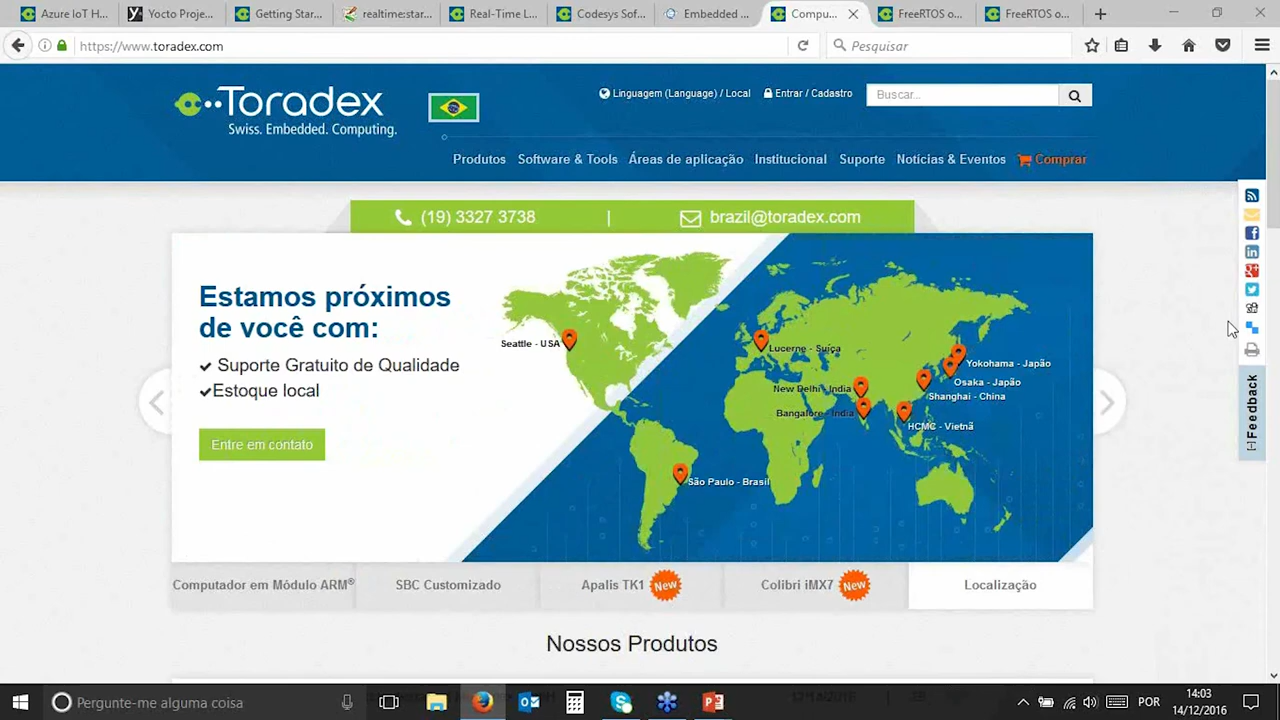 Azure IoT H...
Yocto Proje...
Getting Star...
realtime:star...
Real-Time L...
Codesys Sof...
Embedded ...
Compu...
FreeRTOS o...
FreeRTOS o...
https://www.toradex.com
Pesquisar
Toradex
Swiss. Embedded. Computing.
Linguagem (Language) / Local
Entrar / Cadastro
Buscar...
Produtos
Software & Tools
Áreas de aplicação
Institucional
Suporte
Notícias & Eventos
Comprar
(19) 3327 3738 | brazil@toradex.com
Estamos próximos
de você com:
Suporte Gratuito de Qualidade
Estoque local
Entre em contato
Seattle - USA
Lucerne - Suíça
Yokohama - Japão
Osaka - Japão
New Delhi - India
Shanghai - China
Bangalore - India
HCMC - Vietnã
São Paulo - Brasil
[-] Feedback
Computador em Módulo ARM®
SBC Customizado
Apalis TK1 New
Colibri iMX7 New
Localização
Nossos Produtos
Pergunte-me alguma coisa
POR
14:03
14/12/2016